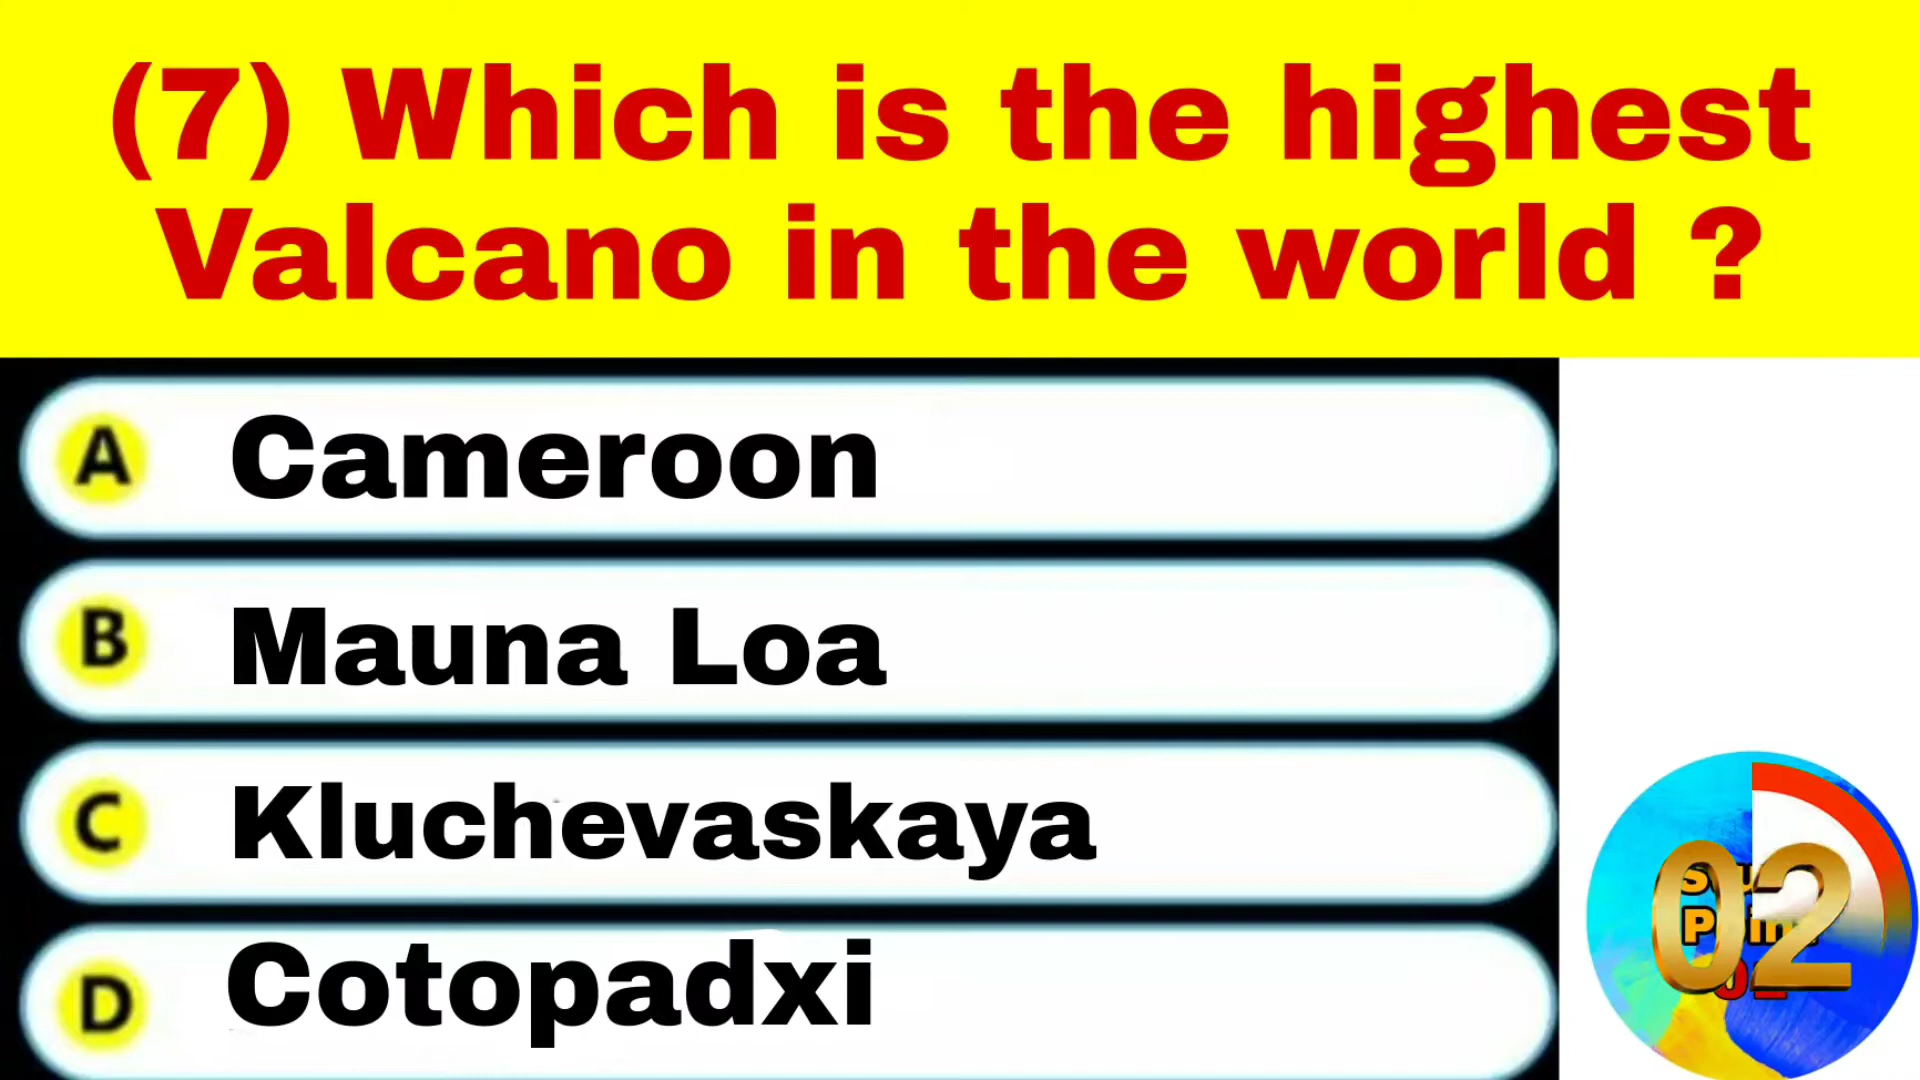 (7) Which is the highest
Valcano in the world ?
A Cameroon
B Mauna Loa
C Kluchevaskaya
D Cotopadxi
02